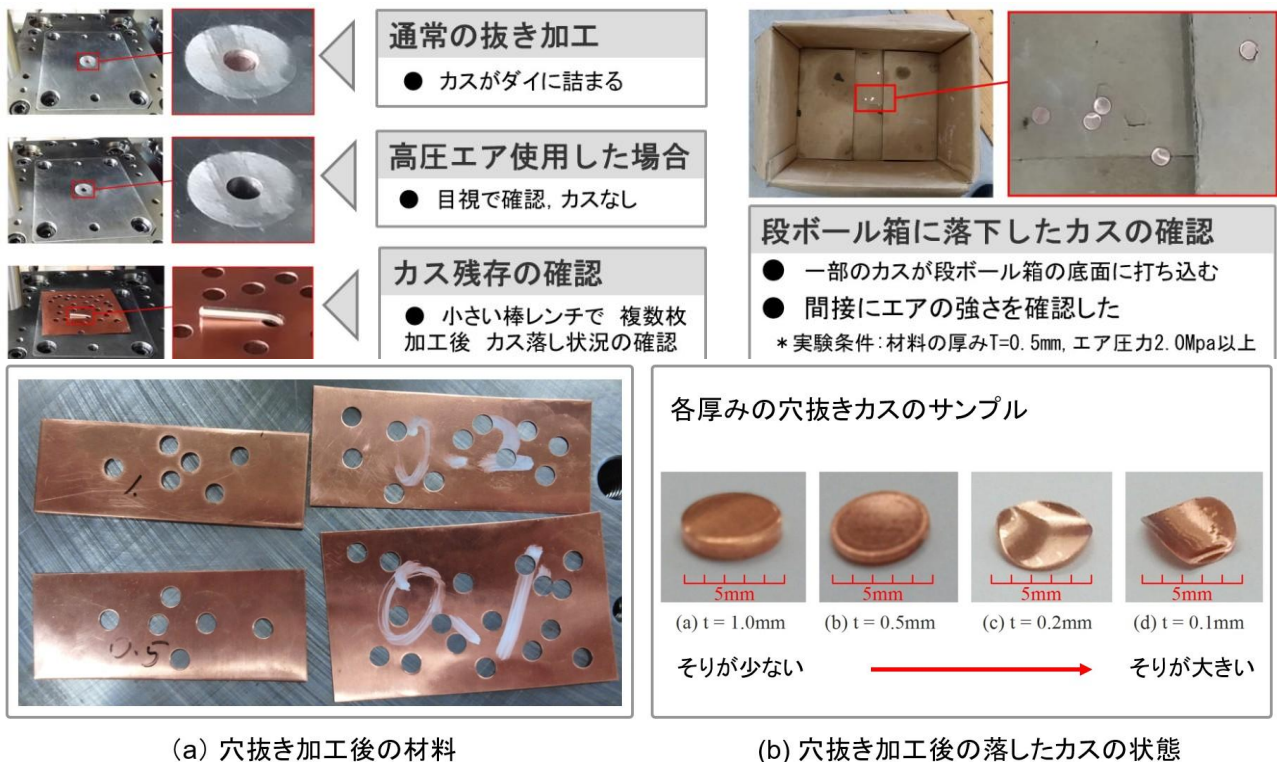 通常の抜き加工
● カスがダイに詰まる
高圧エア使用した場合
● 目視で確認, カスなし
カス残存の確認
● 小さい棒レンチで 複数枚
加工後 カス落し状況の確認
段ボール箱に落下したカスの確認
● 一部のカスが段ボール箱の底面に打ち込む
● 間接にエアの強さを確認した
＊実験条件:材料の厚みT=0.5mm, エア圧力2.0Mpa以上
1.
0.2
0.5
0.1
(a) 穴抜き加工後の材料
各厚みの穴抜きカスのサンプル
5mm
5mm
5mm
5mm
(a) t = 1.0mm
(b) t = 0.5mm
(c) t = 0.2mm
(d) t = 0.1mm
そりが少ない
そりが大きい
(b) 穴抜き加工後の落したカスの状態